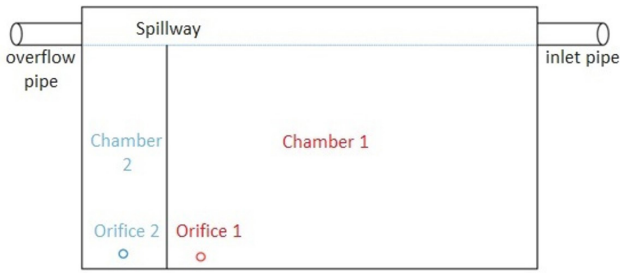 Spillway
overflow
pipe
inlet pipe
Chamber
2
Chamber 1
Orifice 2
Orifice 1